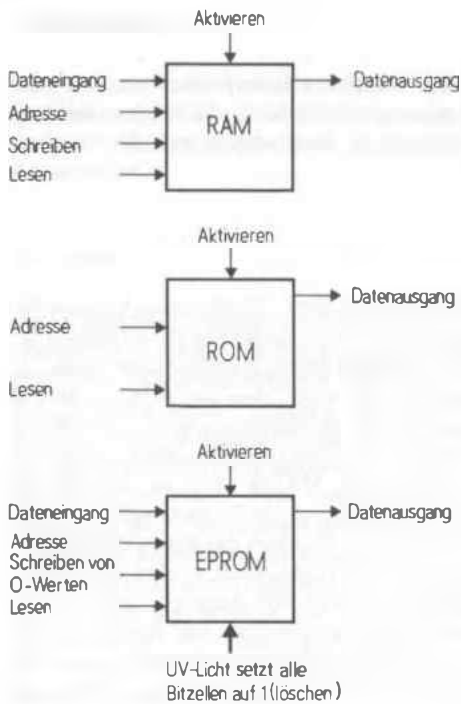 Aktivieren
Dateneingang
Adresse
Schreiben
Lesen
RAM
Datenausgang
Aktivieren
Adresse
Lesen
ROM
Datenausgang
Aktivieren
Dateneingang
Adresse
Schreiben von
0-Werten
Lesen
EPROM
Datenausgang
UV-Licht setzt alle
Bitzellen auf 1(löschen)